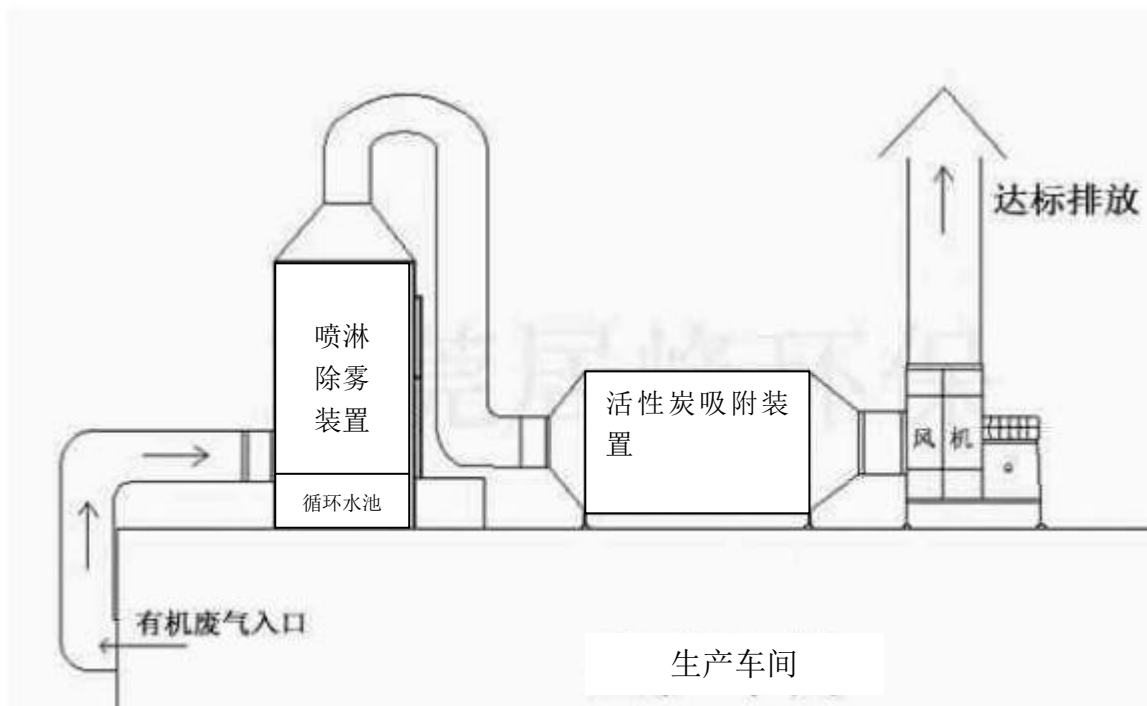 达标排放
喷淋
除雾
装置
活性炭吸附装
置
风机
循环水池
有机废气入口
生产车间